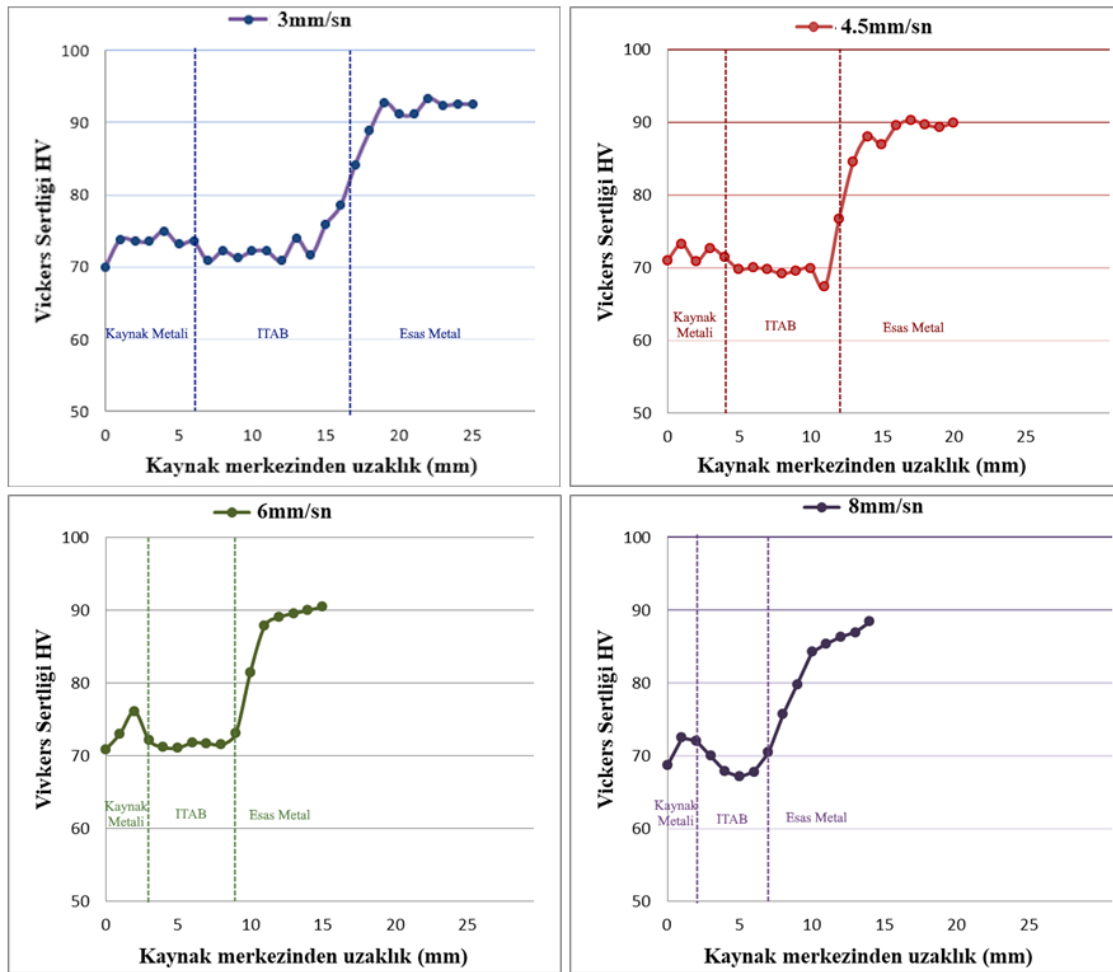 3mm/sn
100
90
80
70
60
50
Vickers Sertliği HV
Kaynak Metali
ITAB
Esas Metal
0 5 10 15 20 25
Kaynak merkezinden uzaklık (mm)
4.5mm/sn
100
90
80
70
60
50
Vickers Sertliği HV
Kaynak
Metali
ITAB
Esas Metal
0 5 10 15 20 25
Kaynak merkezinden uzaklık (mm)
6mm/sn
100
90
80
70
60
50
Vivkers Sertliği HV
Kaynak
Metali
ITAB
Esas Metal
0 5 10 15 20 25
Kaynak merkezinden uzaklık (mm)
8mm/sn
100
90
80
70
60
50
Vickers Sertliği HV
Kaynak
Metali
ITAB
Esas Metal
0 5 10 15 20 25
Kaynak merkezinden uzaklık (mm)